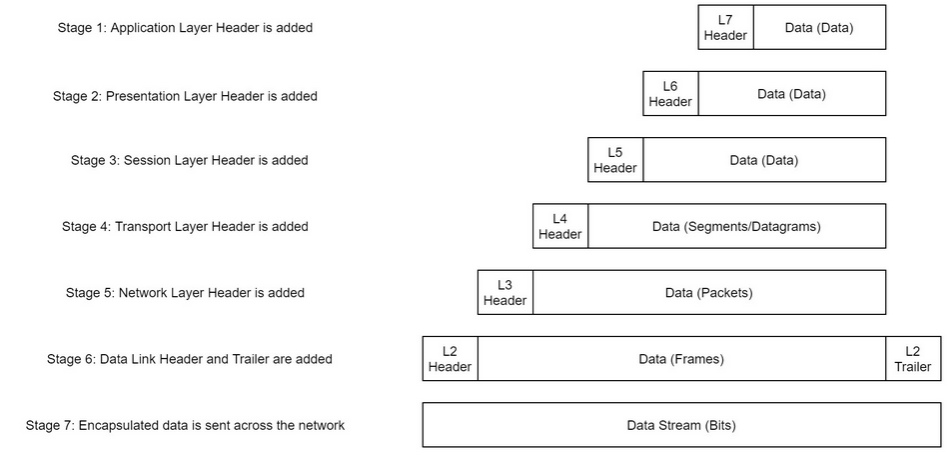 Stage 1: Application Layer Header is added
L7
Header
Data (Data)
Stage 2: Presentation Layer Header is added
L6
Header
Data (Data)
Stage 3: Session Layer Header is added
L5
Header
Data (Data)
Stage 4: Transport Layer Header is added
L4
Header
Data (Segments/Datagrams)
Stage 5: Network Layer Header is added
L3
Header
Data (Packets)
Stage 6: Data Link Header and Trailer are added
L2
Header
Data (Frames)
L2
Trailer
Stage 7: Encapsulated data is sent across the network
Data Stream (Bits)